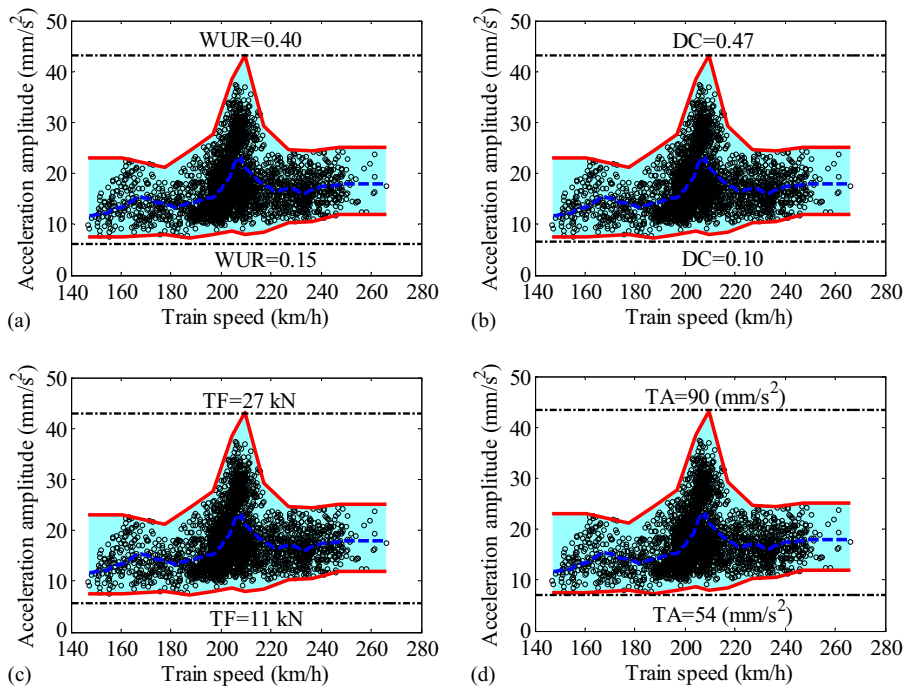 50
40
30
20
10
0
Acceleration amplitude (mm/s²)
WUR=0.40
WUR=0.15
140 160 180 200 220 240 260 280
Train speed (km/h)
(a)
50
40
30
20
10
0
Acceleration amplitude (mm/s²)
DC=0.47
DC=0.10
140 160 180 200 220 240 260 280
Train speed (km/h)
(b)
50
40
30
20
10
0
Acceleration amplitude (mm/s²)
TF=27 kN
TF=11 kN
140 160 180 200 220 240 260 280
Train speed (km/h)
(c)
50
40
30
20
10
0
Acceleration amplitude (mm/s²)
TA=90 (mm/s²)
TA=54 (mm/s²)
140 160 180 200 220 240 260 280
Train speed (km/h)
(d)